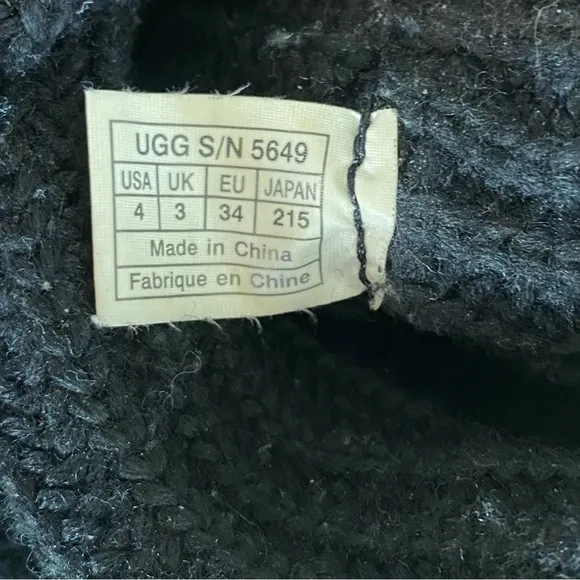 UGG S/N 5649
USA UK EU JAPAN
4 3 34 215
Made in China
Fabrique en Chine